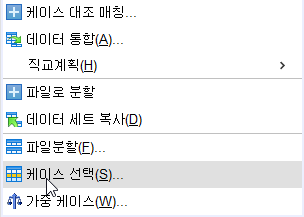 케이스 대조 매칭...
데이터 통합(A)...
직교계획(H)
파일로 분할
데이터 세트 복사(D)
파일분할(F)...
케이스 선택(S)...
가중 케이스(W)...